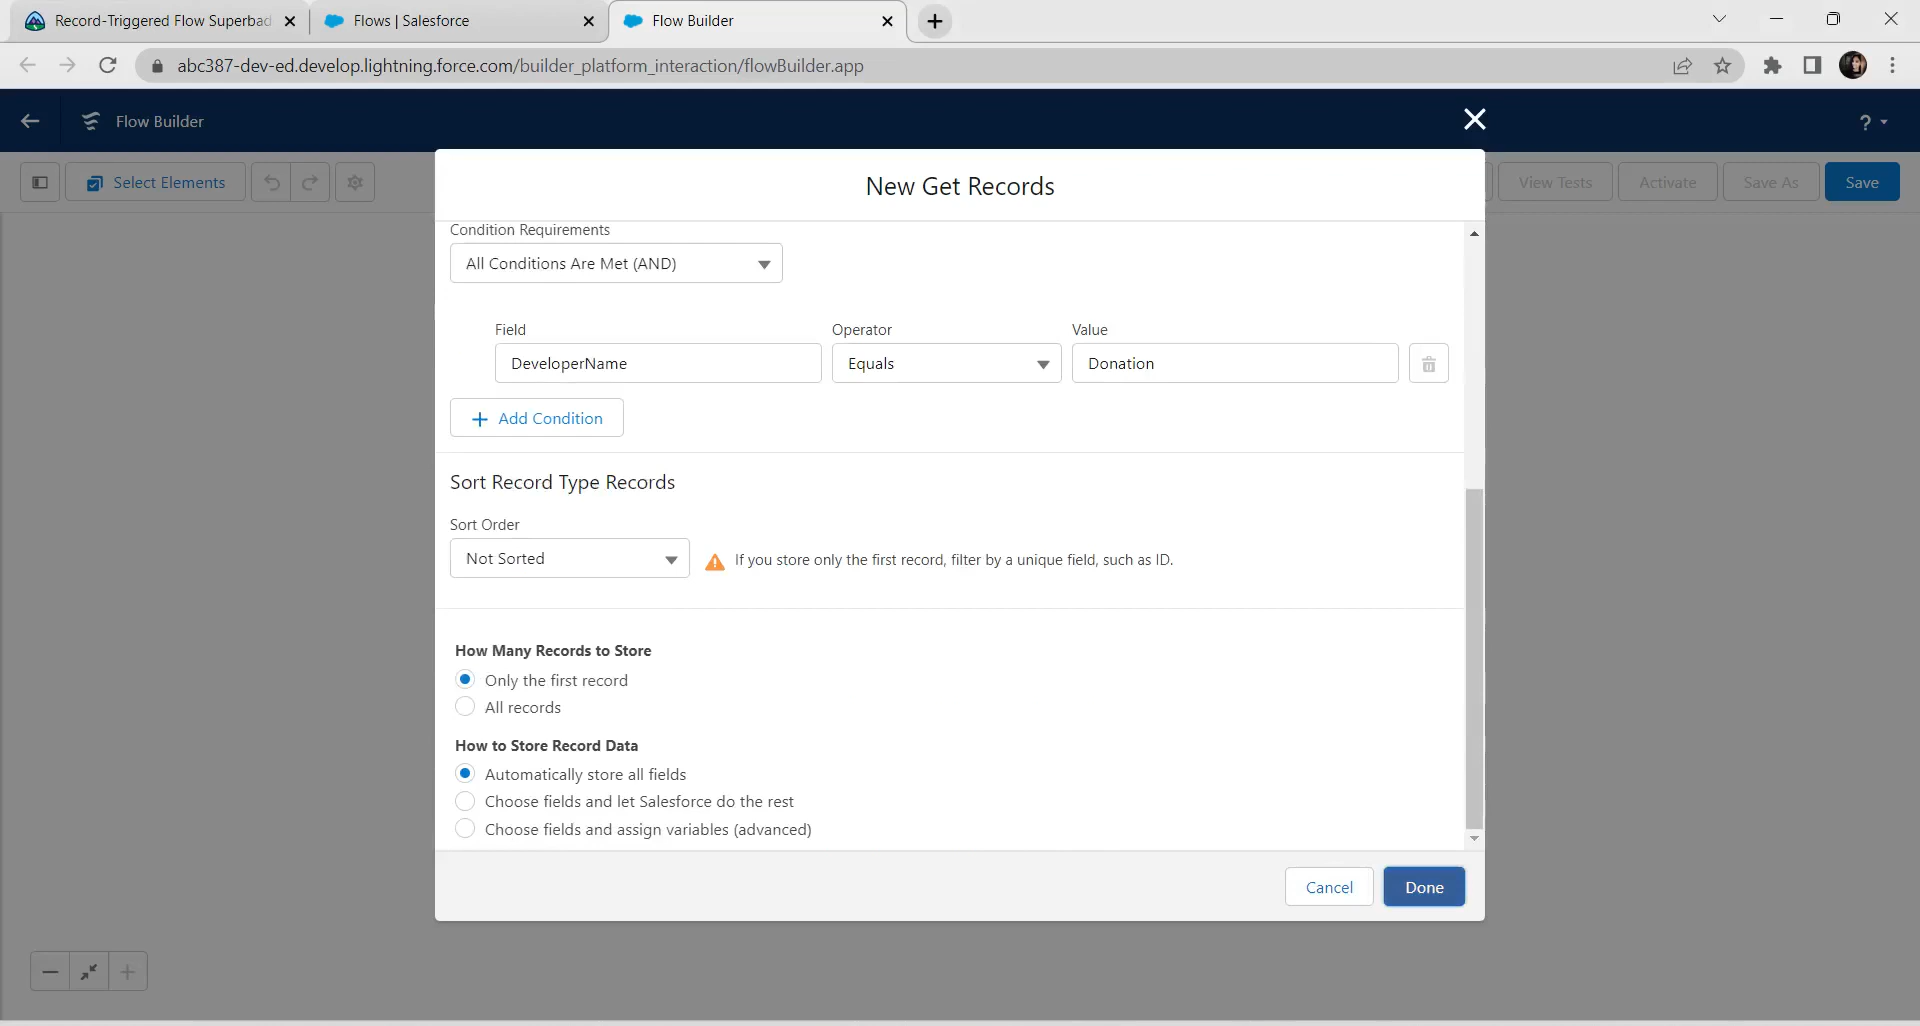 Record-Triggered Flow Superbad
Flows | Salesforce
Flow Builder
abc387-dev-ed.develop.lightning.force.com/builder_platform_interaction/flowBuilder.app
Flow Builder
?
Select Elements
View Tests
Activate
Save As
Save
New Get Records
Condition Requirements
All Conditions Are Met (AND)
Field
Operator
Value
DeveloperName
Equals
Donation
+ Add Condition
Sort Record Type Records
Sort Order
Not Sorted
If you store only the first record, filter by a unique field, such as ID.
How Many Records to Store
Only the first record
All records
How to Store Record Data
Automatically store all fields
Choose fields and let Salesforce do the rest
Choose fields and assign variables (advanced)
Cancel
Done